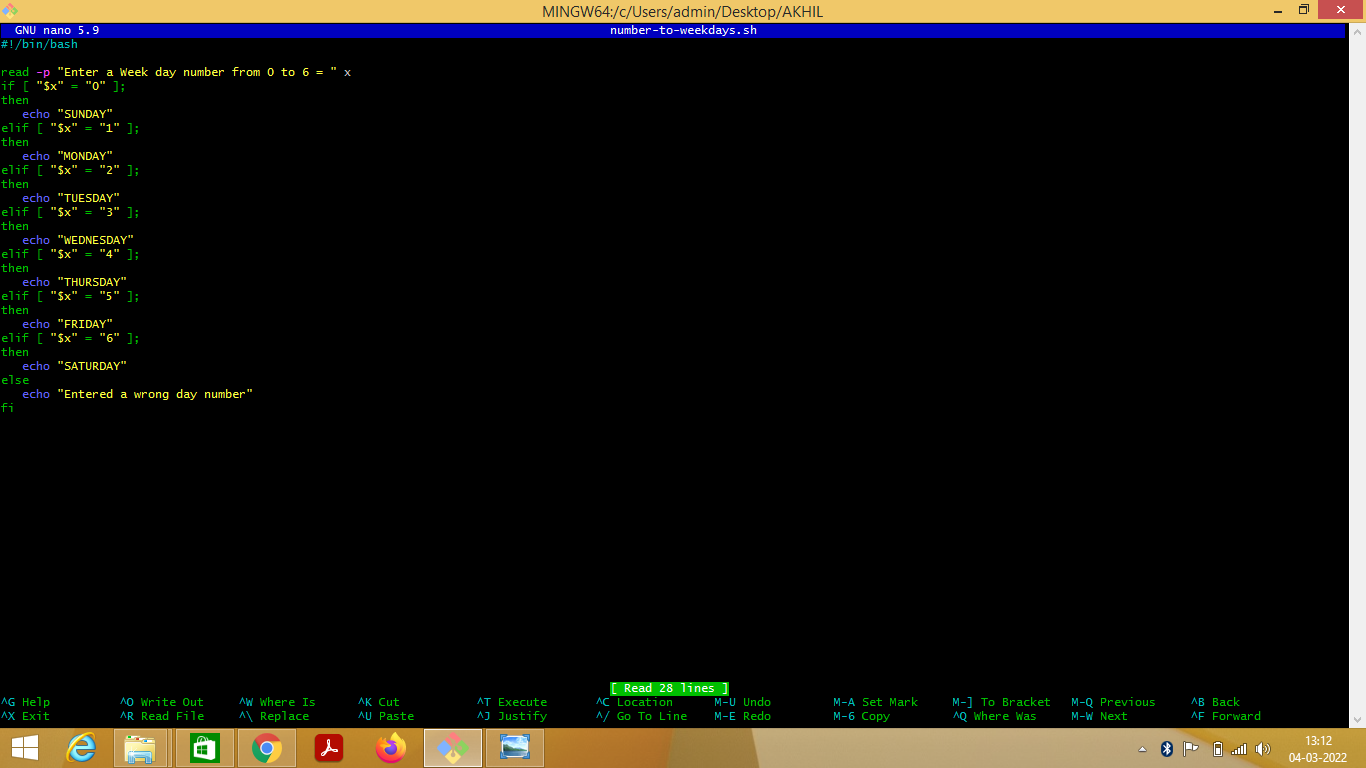 MINGW64:/c/Users/admin/Desktop/AKHIL
GNU nano 5.9 number-to-weekdays.sh
#!/bin/bash
read -p "Enter a Week day number from 0 to 6 = " x
if [ "$x" = "0" ];
then
   echo "SUNDAY"
elif [ "$x" = "1" ];
then
   echo "MONDAY"
elif [ "$x" = "2" ];
then
   echo "TUESDAY"
elif [ "$x" = "3" ];
then
   echo "WEDNESDAY"
elif [ "$x" = "4" ];
then
   echo "THURSDAY"
elif [ "$x" = "5" ];
then
   echo "FRIDAY"
elif [ "$x" = "6" ];
then
   echo "SATURDAY"
else
   echo "Entered a wrong day number"
fi
[ Read 28 lines ]
^G Help ^O Write Out ^W Where Is ^K Cut ^T Execute ^C Location M-U Undo M-A Set Mark M-] To Bracket M-Q Previous ^B Back
^X Exit ^R Read File ^\ Replace ^U Paste ^J Justify ^/ Go To Line M-E Redo M-6 Copy ^Q Where Was M-W Next ^F Forward
13:12
04-03-2022